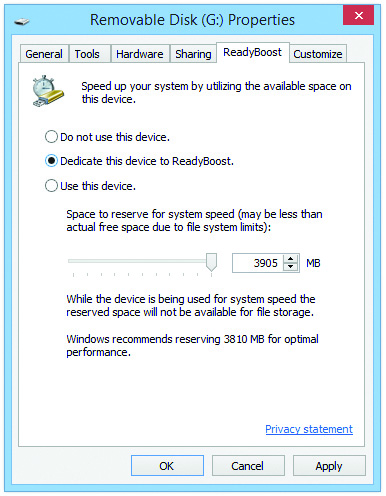 Removable Disk (G:) Properties
General Tools Hardware Sharing ReadyBoost Customize
Speed up your system by utilizing the available space on
this device.
Do not use this device.
Dedicate this device to ReadyBoost.
Use this device.
Space to reserve for system speed (may be less than
actual free space due to file system limits):
3905 MB
While the device is being used for system speed the
reserved space will not be available for file storage.
Windows recommends reserving 3810 MB for optimal
performance.
Privacy statement
OK Cancel Apply